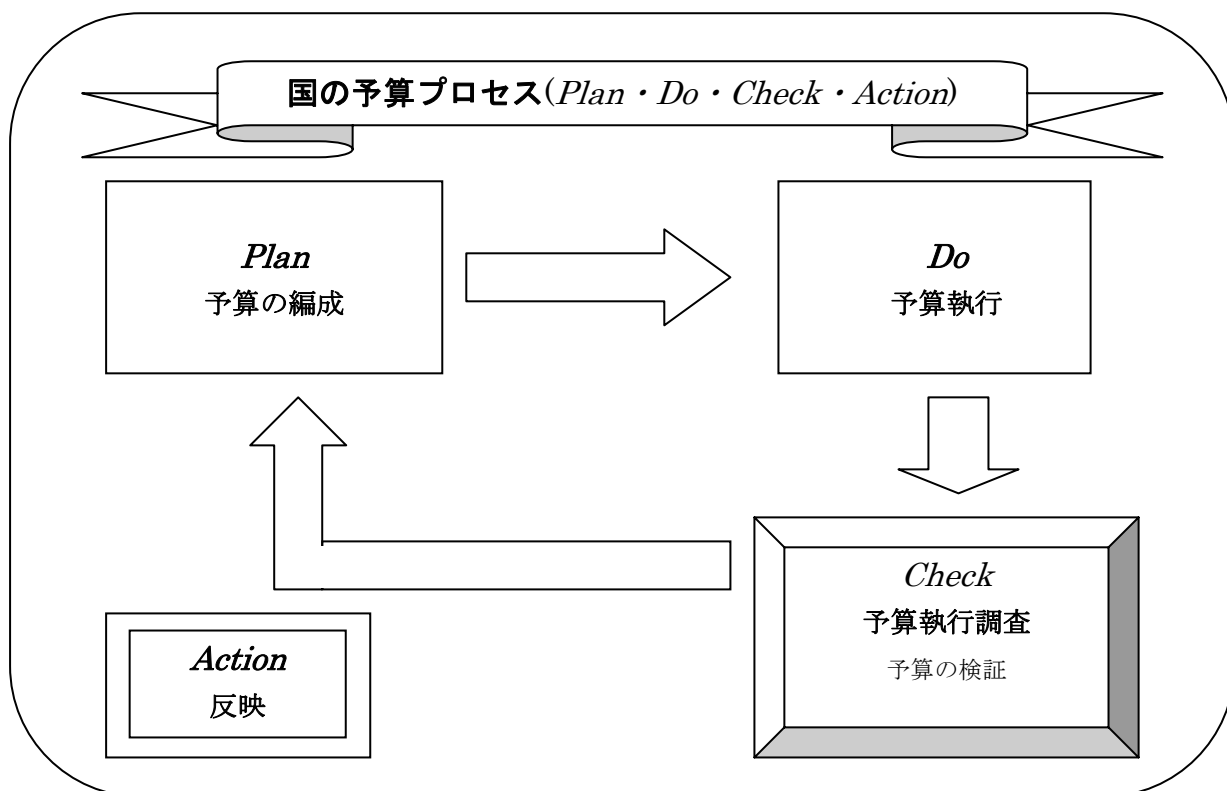 国の予算プロセス(Plan・Do・Check・Action)
Plan
予算の編成
Do
予算執行
Check
予算執行調査
予算の検証
Action
反映